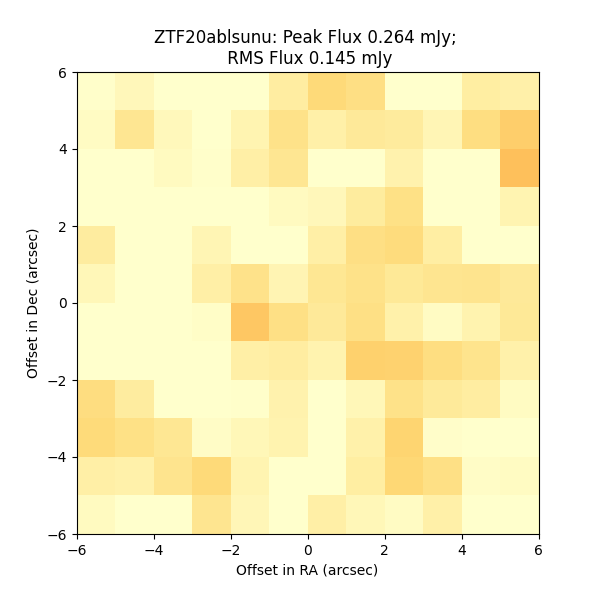 ZTF20ablsunu: Peak Flux 0.264 mJy;
RMS Flux 0.145 mJy
6
4
2
0
−2
−4
−6
Offset in Dec (arcsec)
−6 −4 −2 0 2 4 6
Offset in RA (arcsec)